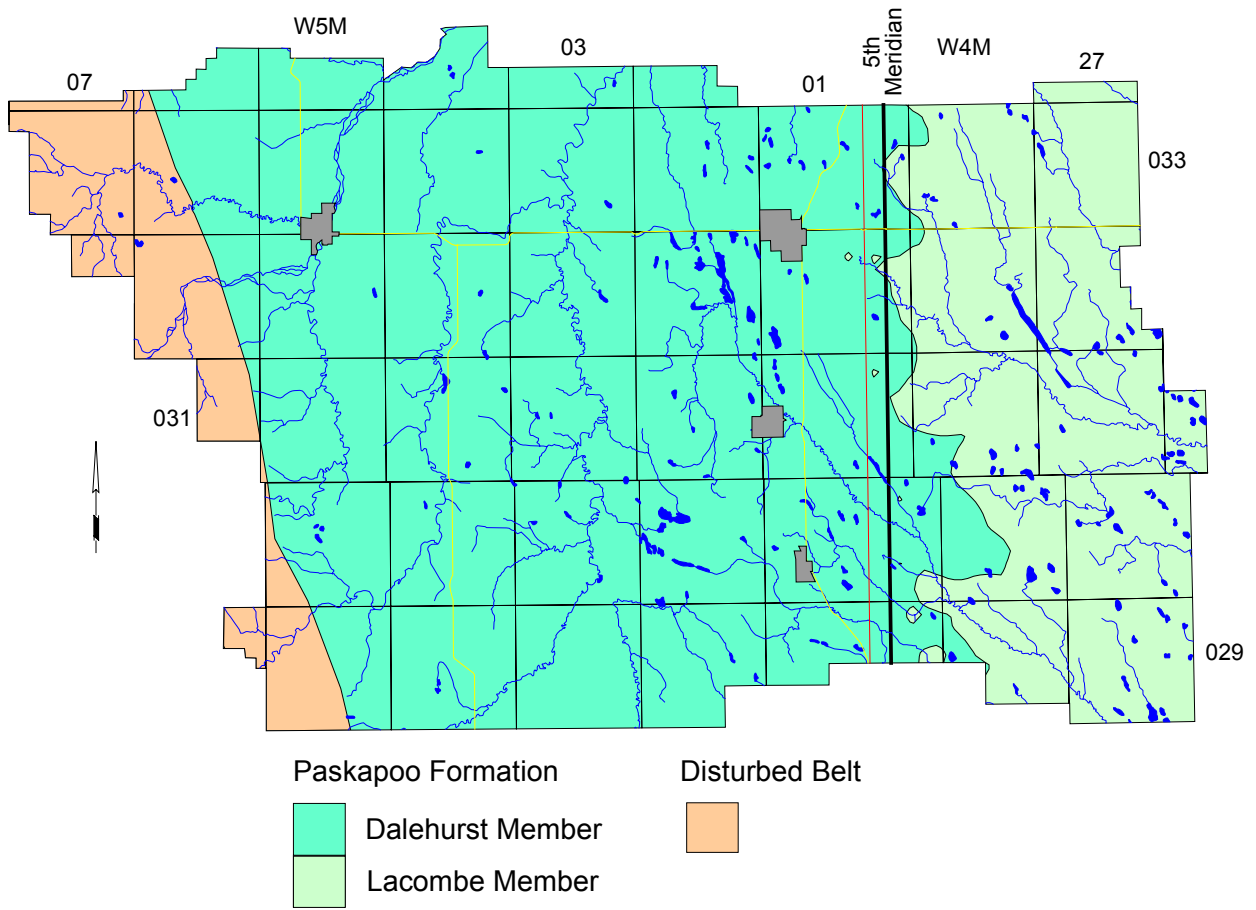 W5M
03
5th
Meridian
W4M
07
01
27
033
031
029
Paskapoo Formation
Disturbed Belt
Dalehurst Member
Lacombe Member